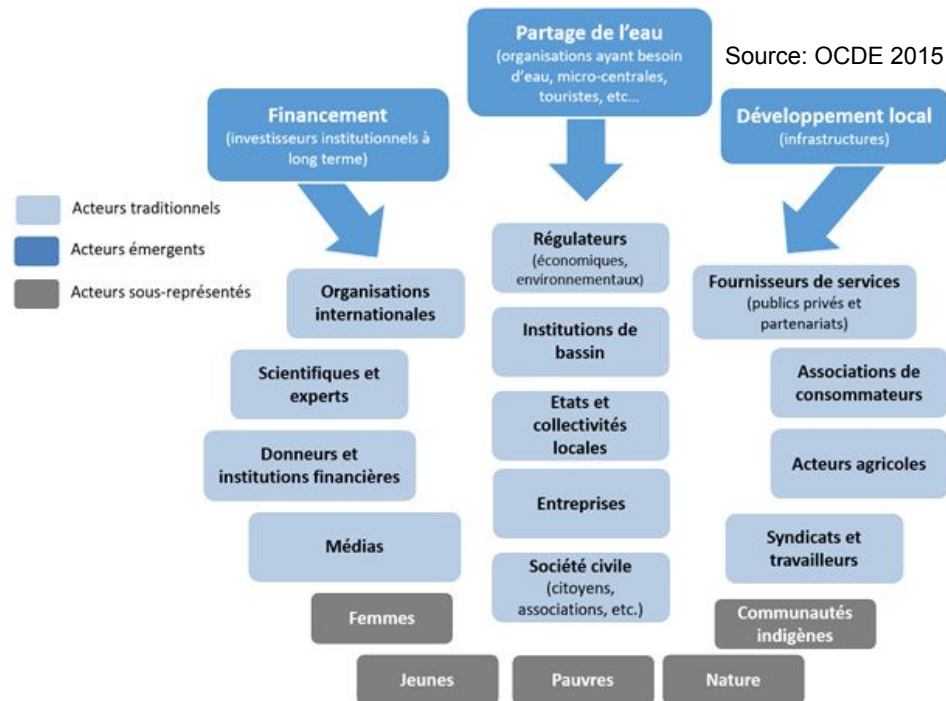 Partage de l'eau
(organisations ayant besoin
d'eau, micro-centrales,
touristes, etc...
Source: OCDE 2015
Financement
(investisseurs institutionnels à
long terme)
Développement local
(infrastructures)
Acteurs traditionnels
Acteurs émergents
Acteurs sous-représentés
Organisations
internationales
Scientifiques et
experts
Donneurs et
institutions financières
Médias
Régulateurs
(économiques,
environnementaux)
Institutions de
bassin
Etats et
collectivités
locales
Entreprises
Société civile
(citoyens,
associations, etc.)
Fournisseurs de services
(publics privés et
partenariats)
Associations de
consommateurs
Acteurs agricoles
Syndicats et
travailleurs
Femmes
Communautés
indigènes
Jeunes
Pauvres
Nature